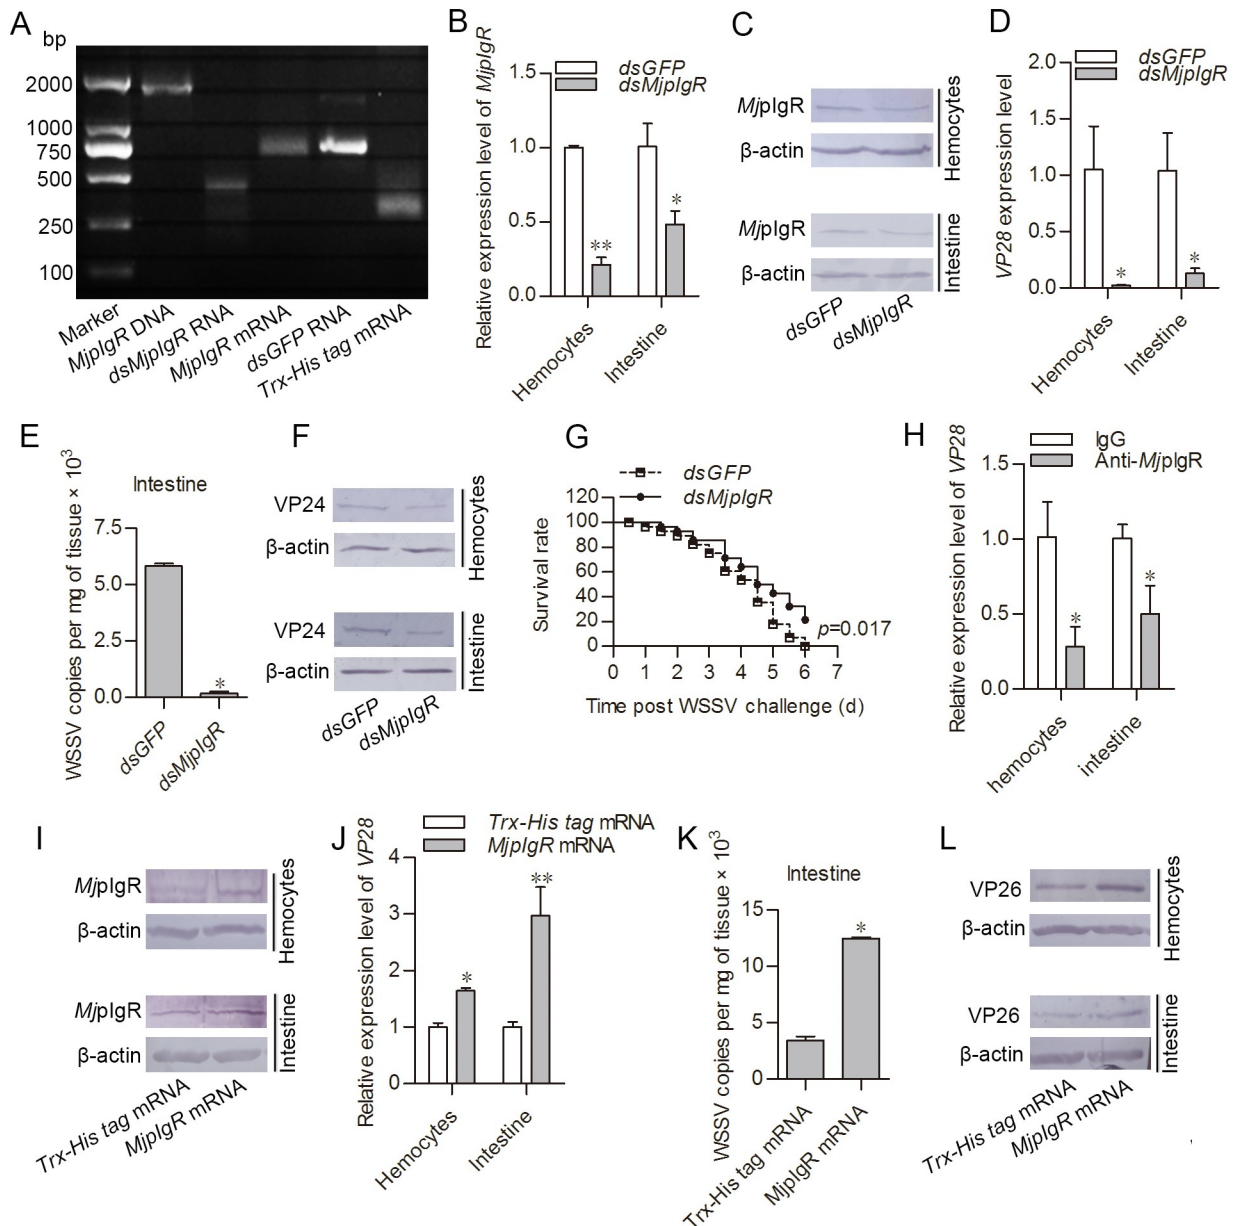 A
bp
2000
1000
750
500
250
100
Marker
MjpIgR DNA
dsMjpIgR RNA
MjpIgR mRNA
dsGFP RNA
Trx-His tag mRNA
B
Relative expression level of MjpIgR
dsGFP
dsMjpIgR
1.5
1.0
0.5
0.0
**
*
Hemocytes
Intestine
C
MjpIgR
β-actin
Hemocytes
MjpIgR
β-actin
Intestine
dsGFP
dsMjpIgR
D
VP28 expression level
dsGFP
dsMjpIgR
2.0
1.5
1.0
0.5
0.0
*
*
Hemocytes
Intestine
E
WSSV copies per mg of tissue × 10³
Intestine
7.5
5.0
2.5
0.0
*
dsGFP
dsMjpIgR
F
VP24
β-actin
Hemocytes
VP24
β-actin
Intestine
dsGFP
dsMjpIgR
G
dsGFP
dsMjpIgR
Survival rate
120
100
80
60
40
20
0
p=0.017
0 1 2 3 4 5 6 7
Time post WSSV challenge (d)
H
Relative expression level of VP28
IgG
Anti-MjpIgR
1.5
1.0
0.5
0.0
*
*
hemocytes
intestine
I
MjpIgR
β-actin
Hemocytes
MjpIgR
β-actin
Intestine
Trx-His tag mRNA
MjpIgR mRNA
J
Relative expression level of VP28
Trx-His tag mRNA
MjpIgR mRNA
4
3
2
1
0
*
**
Hemocytes
Intestine
K
WSSV copies per mg of tissue × 10³
Intestine
15
10
5
0
*
Trx-His tag mRNA
MjpIgR mRNA
L
VP26
β-actin
Hemocytes
VP26
β-actin
Intestine
Trx-His tag mRNA
MjpIgR mRNA